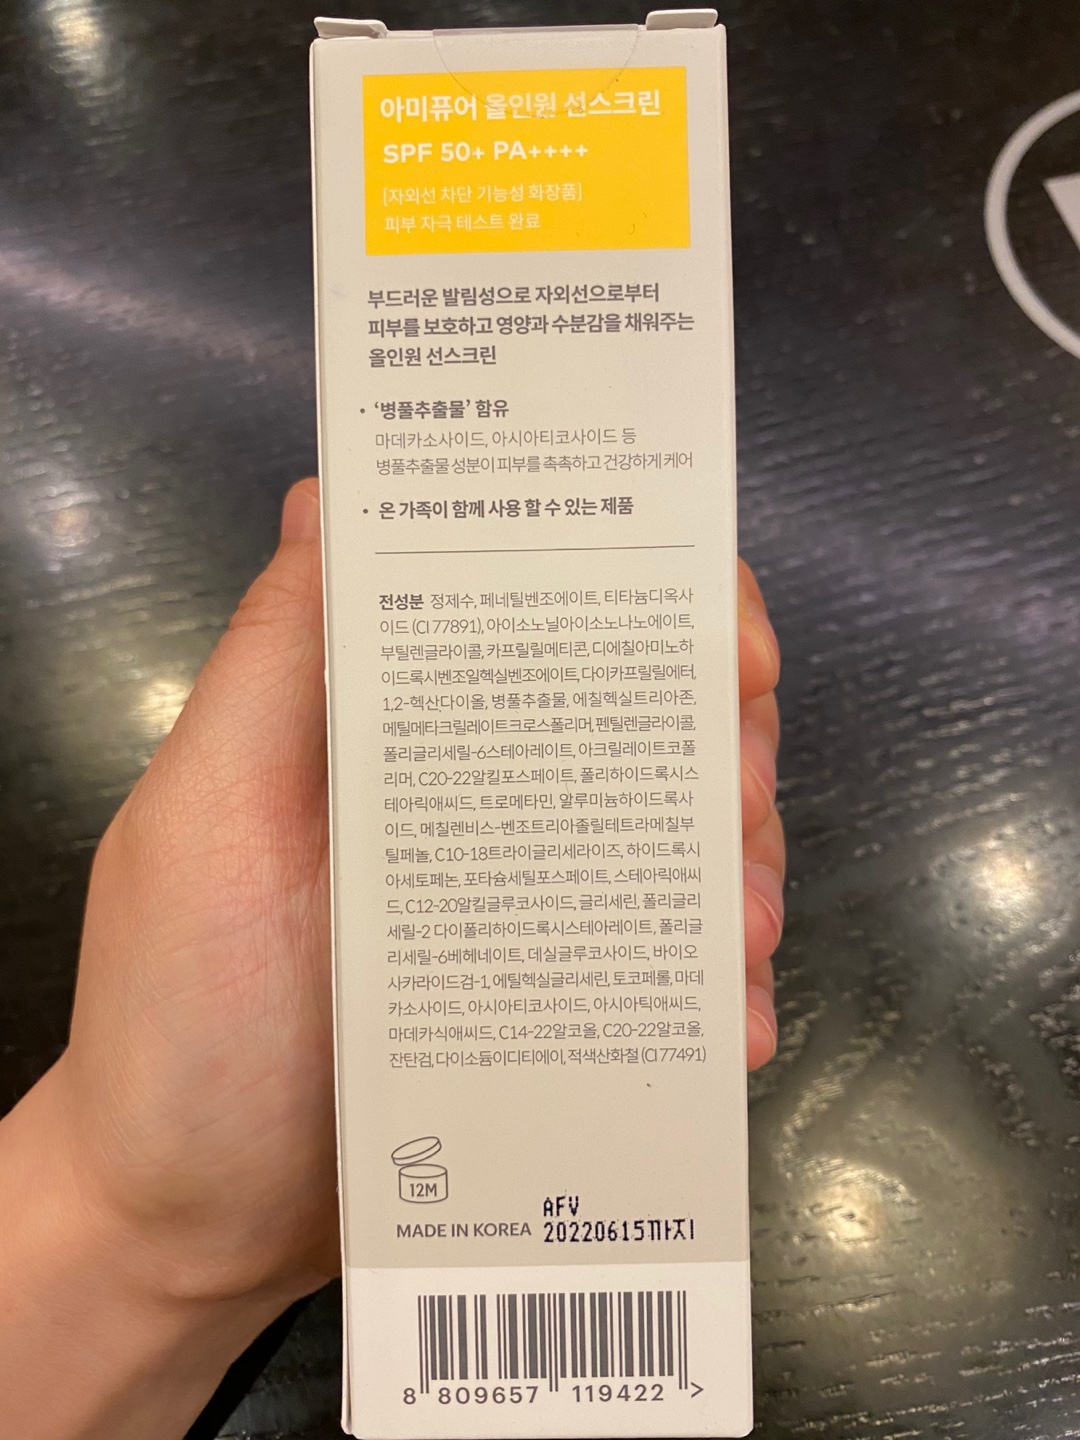 아미퓨어 올인원 선스크린
SPF 50+ PA++++
[자외선 차단 기능성 화장품]
피부 자극 테스트 완료
부드러운 발림성으로 자외선으로부터
피부를 보호하고 영양과 수분감을 채워주는
올인원 선스크린
• ‘병풀추출물’ 함유
마데카소사이드, 아시아티코사이드 등
병풀추출물 성분이 피부를 촉촉하고 건강하게 케어
• 온 가족이 함께 사용 할 수 있는 제품
전성분 정제수, 페네틸벤조에이트, 티타늄디옥사
이드 (CI 77891), 아이소노닐아이소노나노에이트,
부틸렌글라이콜, 카프릴릴메티콘, 디에칠아미노하
이드록시벤조일헥실벤조에이트, 다이카프릴릴에터,
1,2-헥산다이올, 병풀추출물, 에칠헥실트리아존,
메틸메타크릴레이트크로스폴리머, 펜틸렌글라이콜,
폴리글리세릴-6스테아레이트, 아크릴레이트코폴
리머, C20-22알킬포스페이트, 폴리하이드록시스
테아릭애씨드, 트로메타민, 알루미늄하이드록사
이드, 메칠렌비스-벤조트리아졸릴테트라메칠부
틸페놀, C10-18트라이글리세라이즈, 하이드록시
아세토페논, 포타슘세틸포스페이트, 스테아릭애씨
드, C12-20알킬글루코사이드, 글리세린, 폴리글리
세릴-2 다이폴리하이드록시스테아레이트, 폴리글
리세릴-6베헤네이트, 데실글루코사이드, 바이오
사카라이드검-1, 에틸헥실글리세린, 토코페롤, 마데
카소사이드, 아시아티코사이드, 아시아틱애씨드,
마데카식애씨드, C14-22알코올, C20-22알코올,
잔탄검, 다이소듐이디티에이, 적색산화철 (CI 77491)
12M
AFV
MADE IN KOREA 20220615까지
8 809657 119422 >